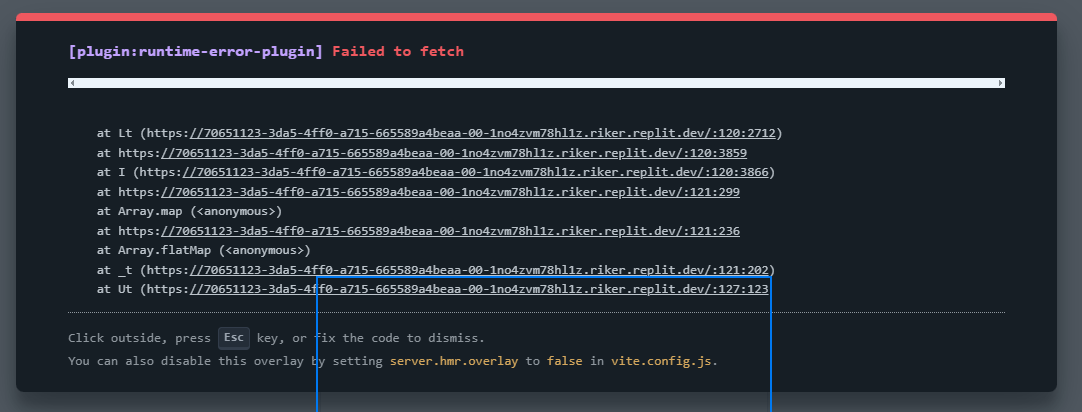 [plugin:runtime-error-plugin] Failed to fetch
at Lt (https://70651123-3da5-4ff0-a715-665589a4beaa-00-1no4zvm78hl1z.riker.replit.dev/:120:2712)
at https://70651123-3da5-4ff0-a715-665589a4beaa-00-1no4zvm78hl1z.riker.replit.dev/:120:3859
at I (https://70651123-3da5-4ff0-a715-665589a4beaa-00-1no4zvm78hl1z.riker.replit.dev/:120:3866)
at https://70651123-3da5-4ff0-a715-665589a4beaa-00-1no4zvm78hl1z.riker.replit.dev/:121:299
at Array.map (<anonymous>)
at https://70651123-3da5-4ff0-a715-665589a4beaa-00-1no4zvm78hl1z.riker.replit.dev/:121:236
at Array.flatMap (<anonymous>)
at _t (https://70651123-3da5-4ff0-a715-665589a4beaa-00-1no4zvm78hl1z.riker.replit.dev/:121:202)
at Ut (https://70651123-3da5-4ff0-a715-665589a4beaa-00-1no4zvm78hl1z.riker.replit.dev/:127:123
Click outside, press Esc key, or fix the code to dismiss.
You can also disable this overlay by setting server.hmr.overlay to false in vite.config.js.